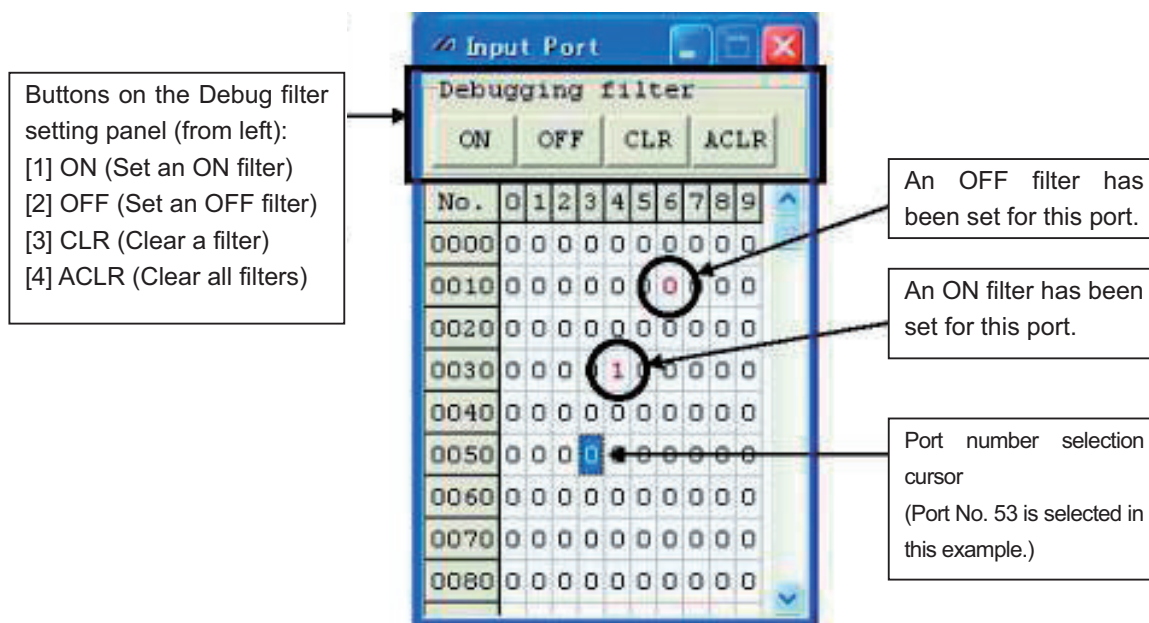 Buttons on the Debug filter
setting panel (from left):
[1] ON (Set an ON filter)
[2] OFF (Set an OFF filter)
[3] CLR (Clear a filter)
[4] ACLR (Clear all filters)
Input Port
Debugging filter
ON OFF CLR ACLR
No. 0 1 2 3 4 5 6 7 8 9
0000 0 0 0 0 0 0 0 0 0 0
0010 0 0 0 0 0 0 0 0 0
0020 0 0 0 0 0 0 0 0 0 0
0030 0 0 0 0 1 0 0 0 0 0
0040 0 0 0 0 0 0 0 0 0 0
0050 0 0 0 0 0 0 0 0 0
0060 0 0 0 0 0 0 0 0 0 0
0070 0 0 0 0 0 0 0 0 0 0
0080 0 0 0 0 0 0 0 0 0 0
An OFF filter has
been set for this port.
An ON filter has been
set for this port.
Port number selection
cursor
(Port No. 53 is selected in
this example.)